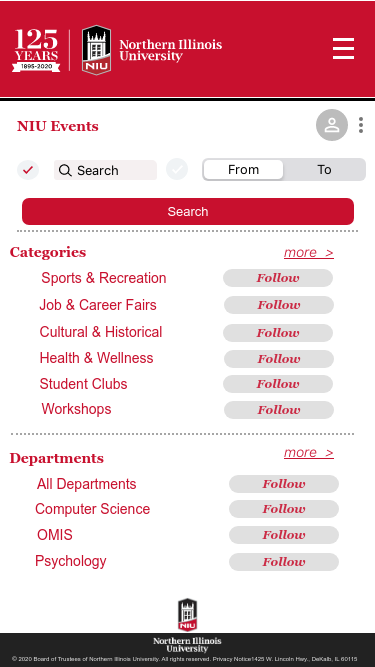 125
YEARS
1895-2020
NIU
Northern Illinois
University
NIU Events
Search
From
To
Search
Categories
more >
Sports & Recreation
Follow
Job & Career Fairs
Follow
Cultural & Historical
Follow
Health & Wellness
Follow
Student Clubs
Follow
Workshops
Follow
Departments
more >
All Departments
Follow
Computer Science
Follow
OMIS
Follow
Psychology
Follow
NIU
Northern Illinois
University
© 2020 Board of Trustees of Northern Illinois University. All rights reserved. Privacy Notice1425 W. Lincoln Hwy., DeKalb, IL 60115